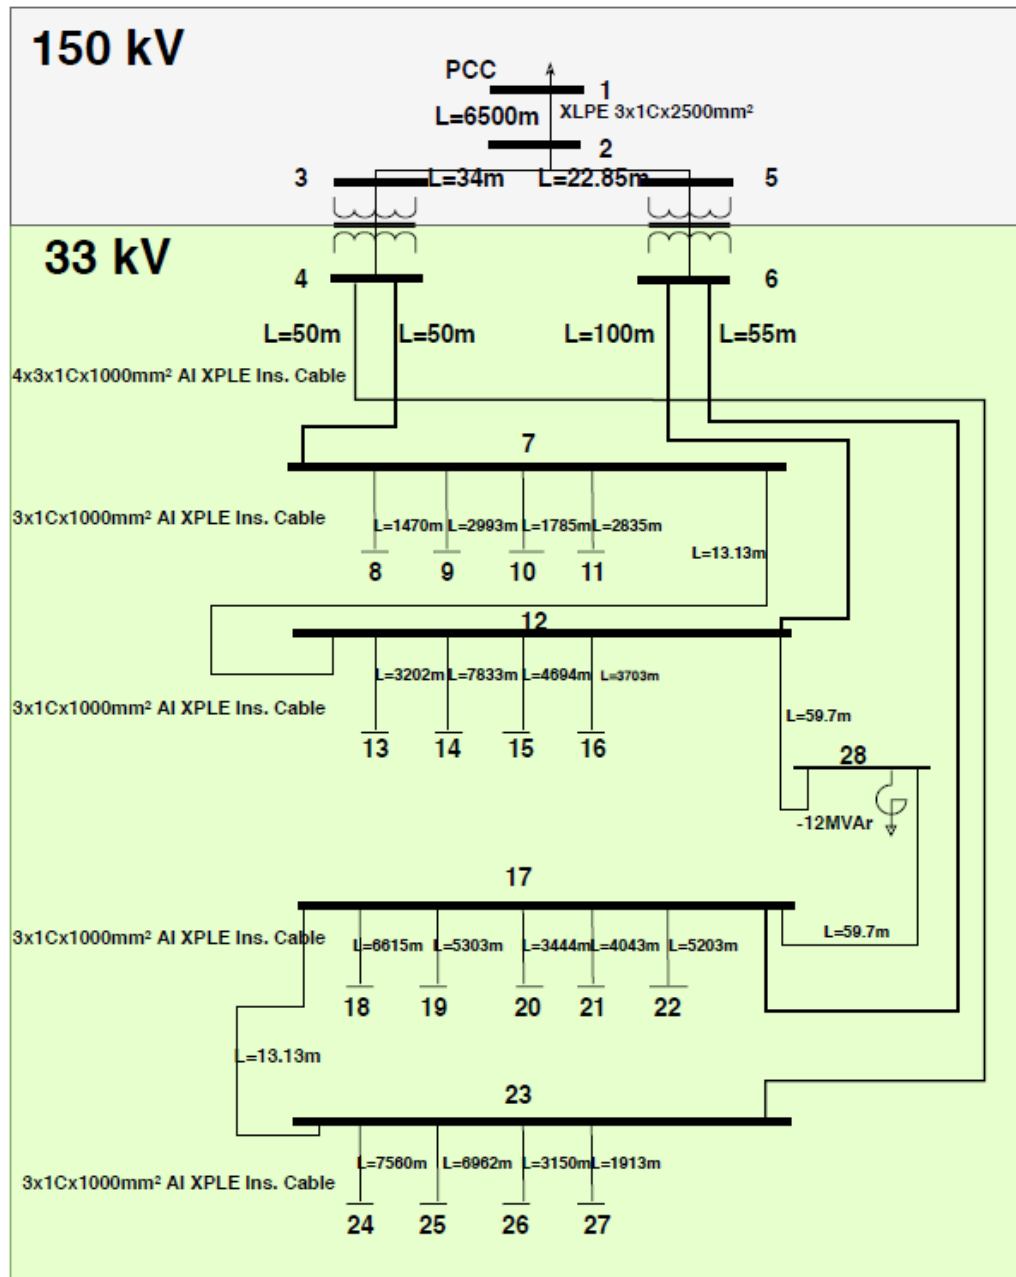 150 kV
PCC
1
L=6500m
XLPE 3x1Cx2500mm²
2
3
L=34m
L=22.85m
5
33 kV
4
6
L=50m
L=50m
L=100m
L=55m
4x3x1Cx1000mm² Al XPLE Ins. Cable
7
3x1Cx1000mm² Al XPLE Ins. Cable
L=1470m
L=2993m
L=1785m
L=2835m
L=13.13m
8
9
10
11
12
L=3202m
L=7833m
L=4694m
L=3703m
3x1Cx1000mm² Al XPLE Ins. Cable
L=59.7m
13
14
15
16
28
-12MVAr
17
3x1Cx1000mm² Al XPLE Ins. Cable
L=6615m
L=5303m
L=3444m
L=4043m
L=5203m
L=59.7m
18
19
20
21
22
L=13.13m
23
3x1Cx1000mm² Al XPLE Ins. Cable
L=7560m
L=6962m
L=3150m
L=1913m
24
25
26
27